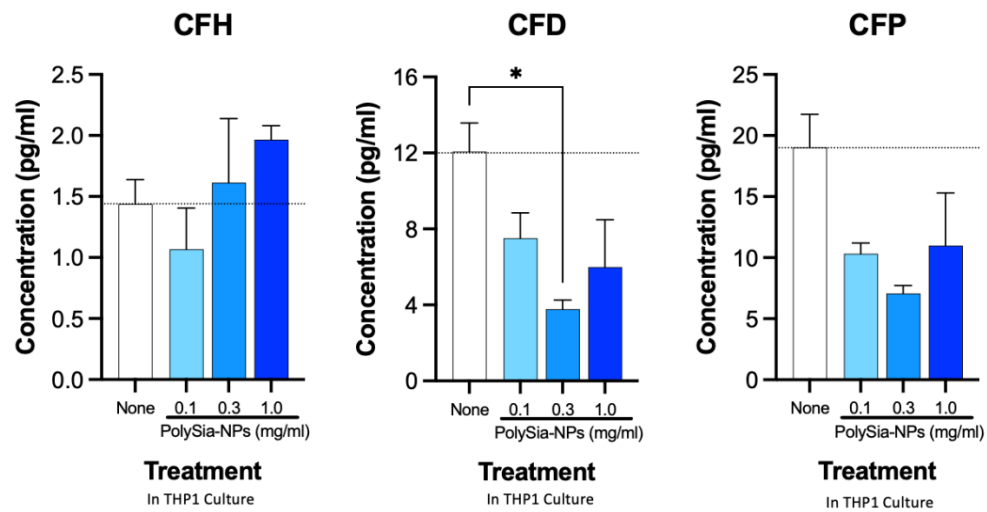 CFH
Concentration (pg/ml)
2.5
2.0
1.5
1.0
0.5
0.0
None 0.1 0.3 1.0
PolySia-NPs (mg/ml)
Treatment
In THP1 Culture
CFD
Concentration (pg/ml)
16
12
8
4
0
*
None 0.1 0.3 1.0
PolySia-NPs (mg/ml)
Treatment
In THP1 Culture
CFP
Concentration (pg/ml)
25
20
15
10
5
0
None 0.1 0.3 1.0
PolySia-NPs (mg/ml)
Treatment
In THP1 Culture